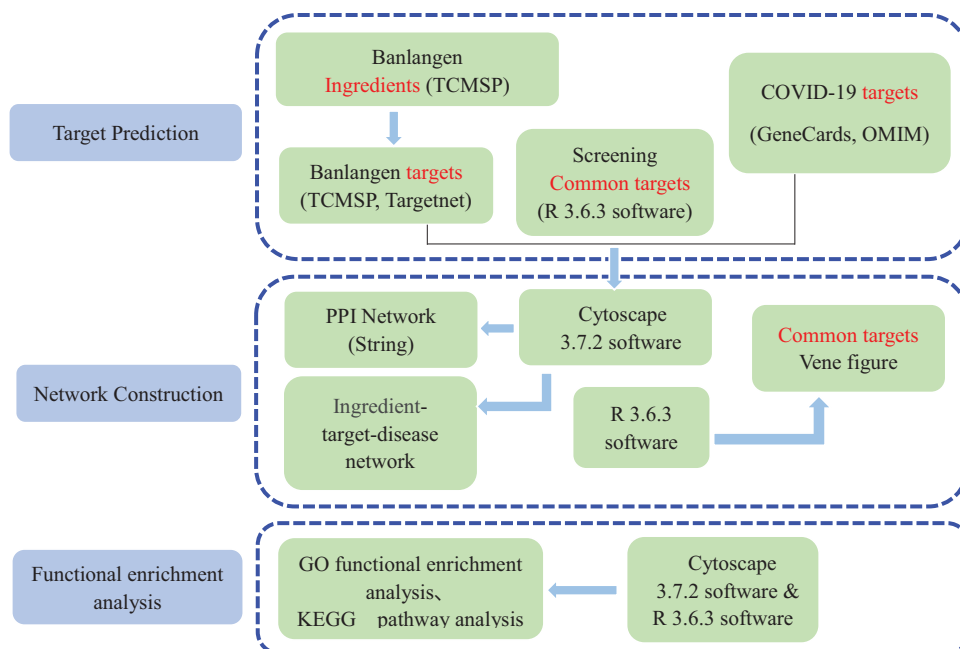 Target Prediction
Banlangen
Ingredients (TCMSP)
Banlangen targets
(TCMSP, Targetnet)
Screening
Common targets
(R 3.6.3 software)
COVID-19 targets
(GeneCards, OMIM)
Network Construction
PPI Network
(String)
Cytoscape
3.7.2 software
Ingredient-
target-disease
network
R 3.6.3
software
Common targets
Vene figure
Functional enrichment
analysis
GO functional enrichment
analysis、
KEGG pathway analysis
Cytoscape
3.7.2 software &
R 3.6.3 software